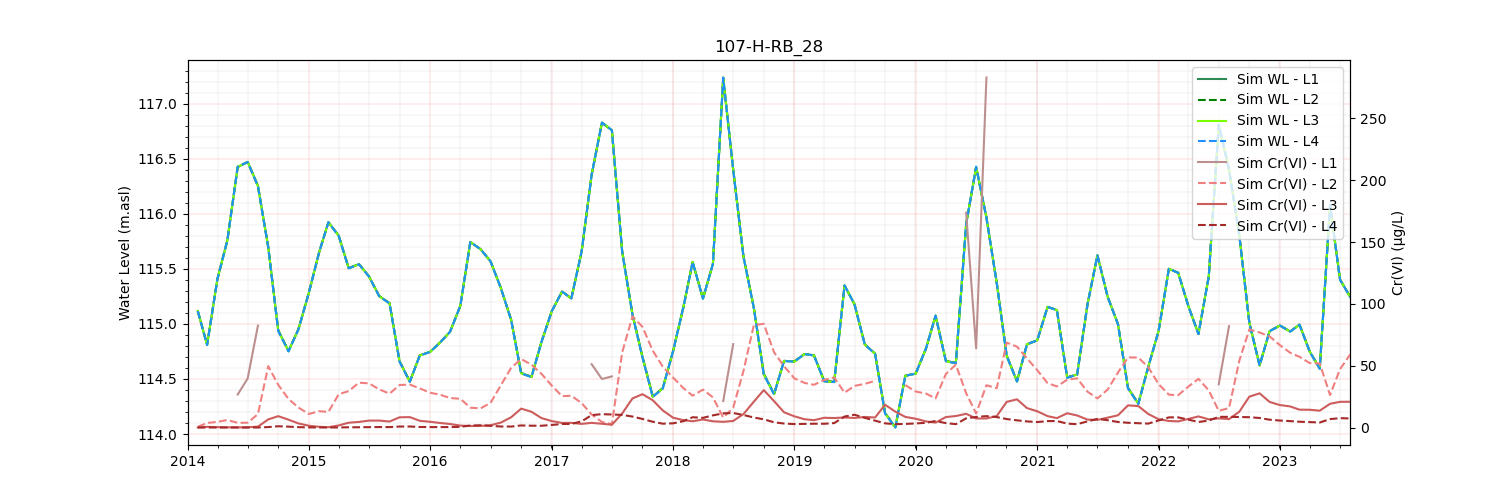 107-H-RB_28
Water Level (m.asl)
117.0
116.5
116.0
115.5
115.0
114.5
114.0
2014
2015
2016
2017
2018
2019
2020
2021
2022
2023
250
200
150
100
50
0
Cr(VI) (µg/L)
Sim WL - L1
Sim WL - L2
Sim WL - L3
Sim WL - L4
Sim Cr(VI) - L1
Sim Cr(VI) - L2
Sim Cr(VI) - L3
Sim Cr(VI) - L4